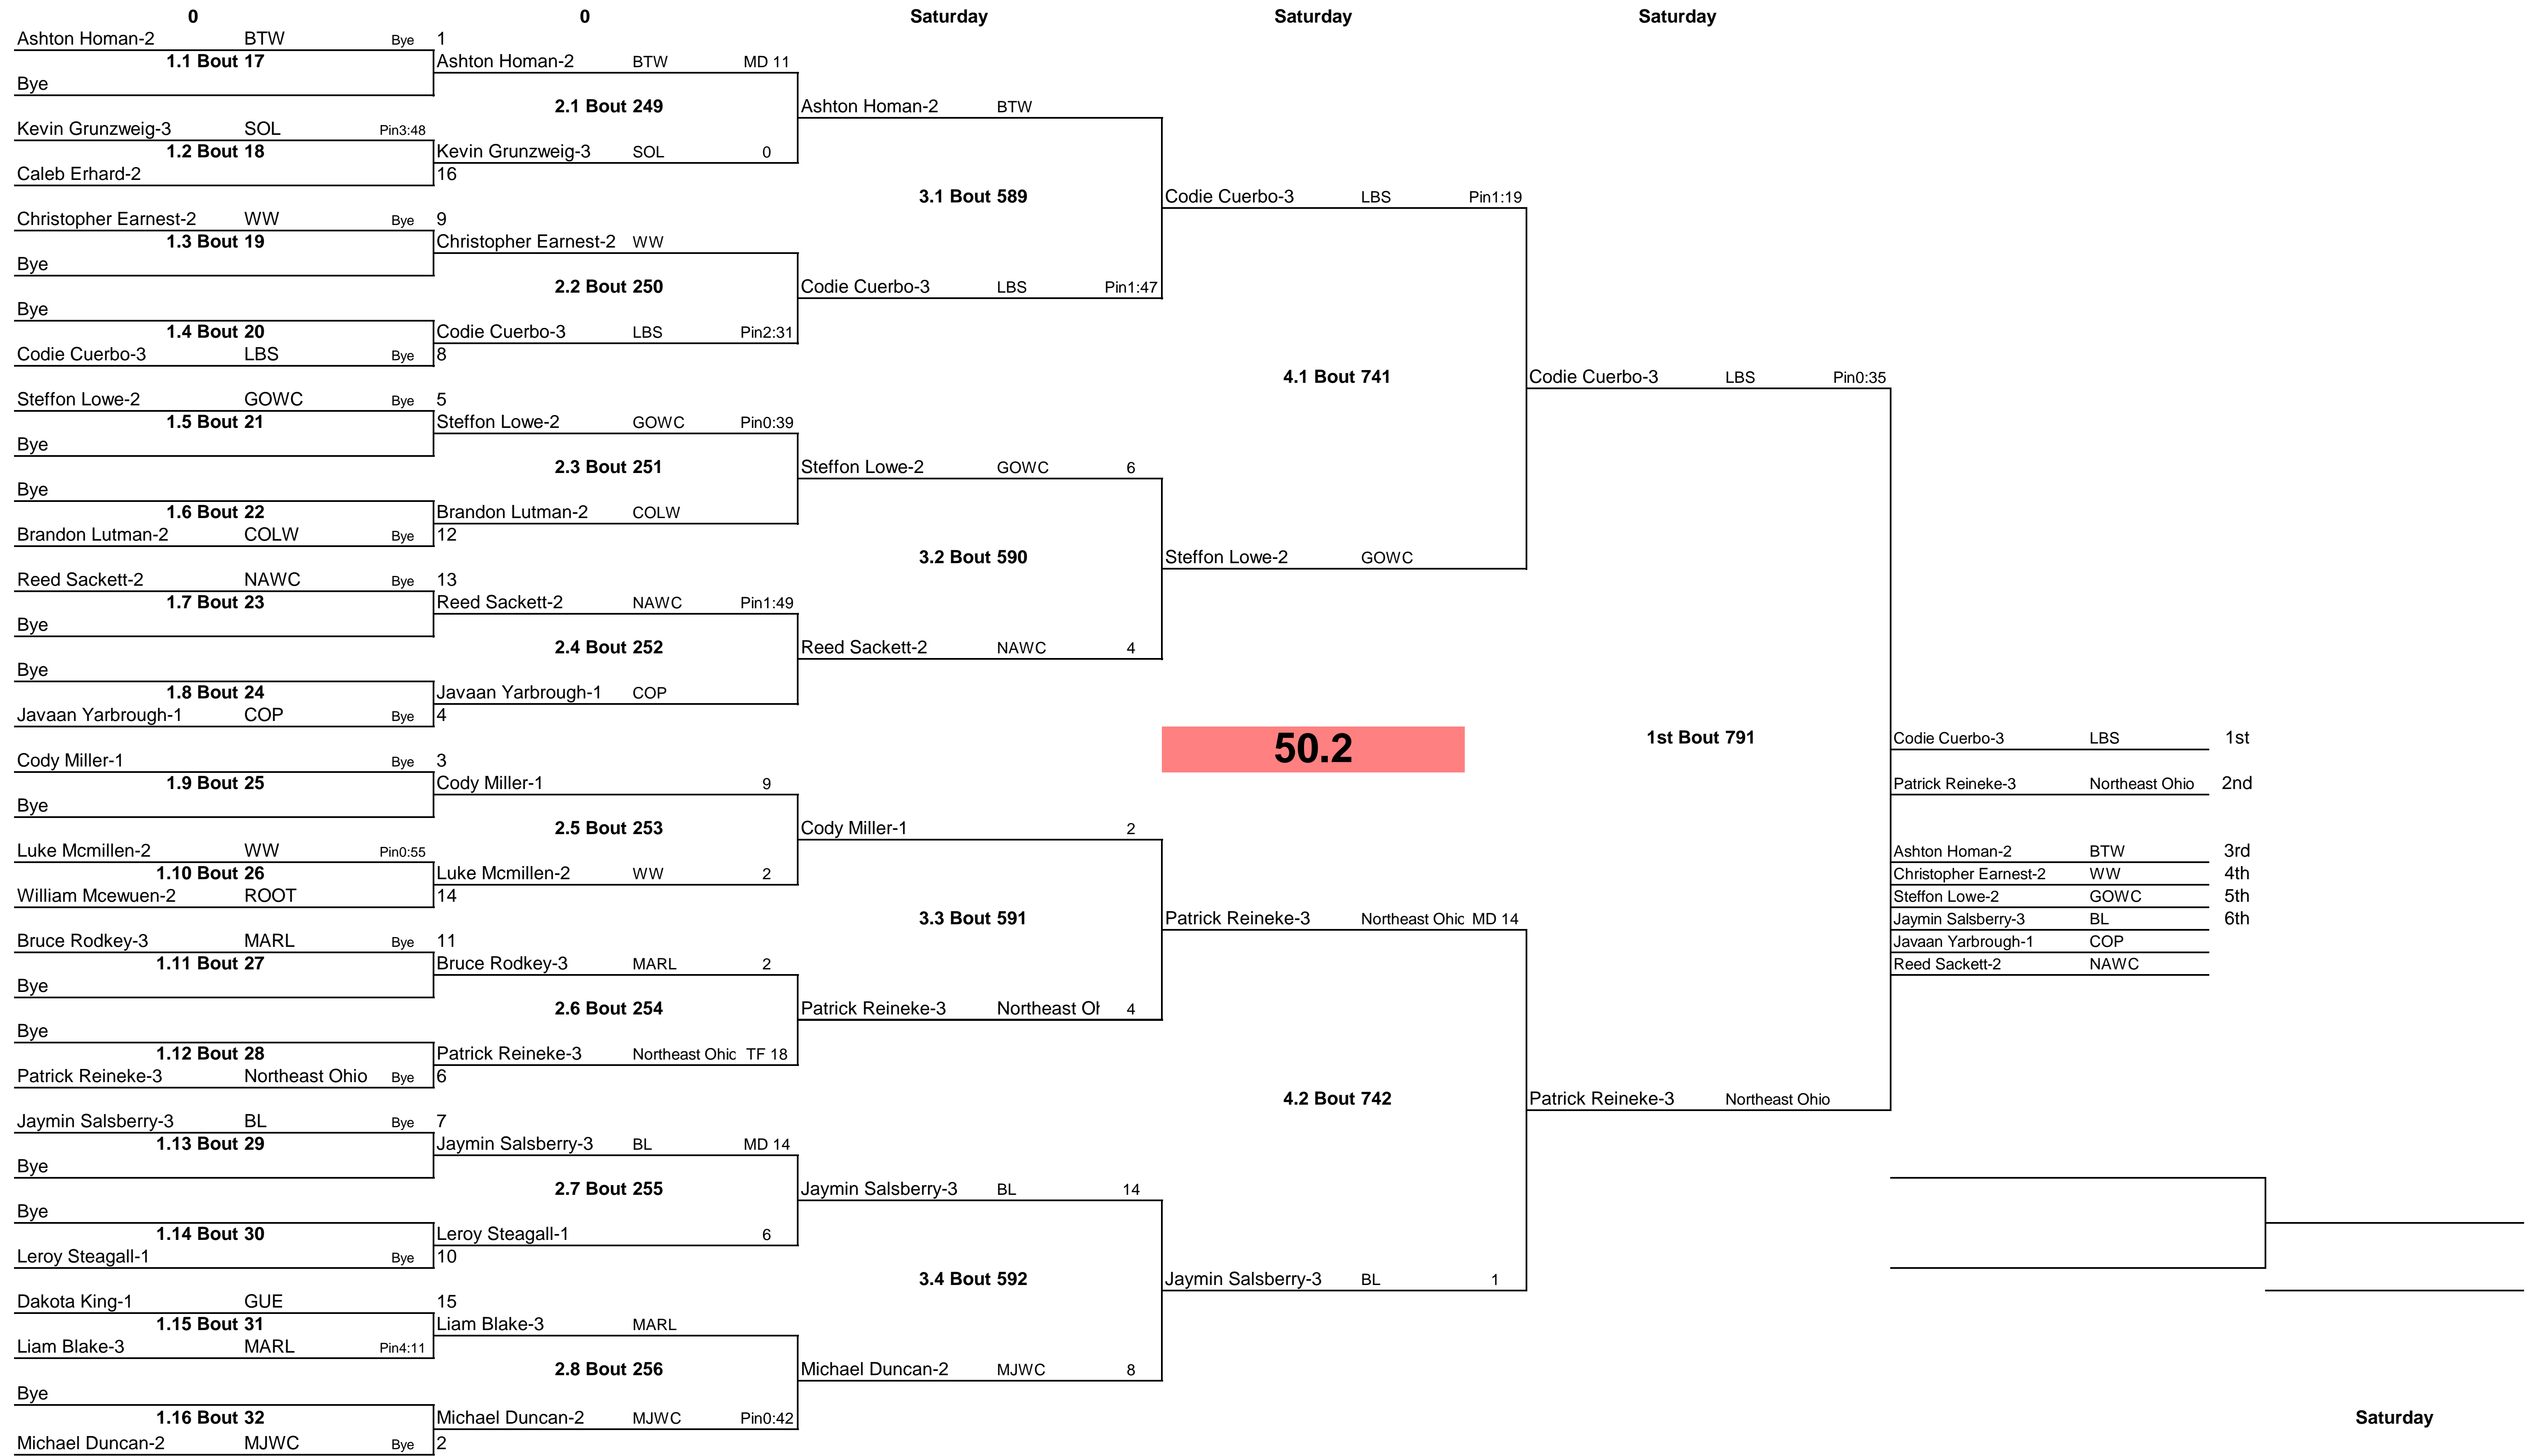 0 0 Saturday Saturday Saturday
Ashton Homan-2 BTW Bye 1
1.1 Bout 17 Ashton Homan-2 BTW MD 11
Bye
2.1 Bout 249 Ashton Homan-2 BTW
Kevin Grunzweig-3 SOL Pin3:48
1.2 Bout 18 Kevin Grunzweig-3 SOL 0
Caleb Erhard-2 16
3.1 Bout 589 Codie Cuerbo-3 LBS Pin1:19
Christopher Earnest-2 WW Bye 9
1.3 Bout 19 Christopher Earnest-2 WW
Bye
2.2 Bout 250 Codie Cuerbo-3 LBS Pin1:47
Bye
1.4 Bout 20 Codie Cuerbo-3 LBS Pin2:31
Codie Cuerbo-3 LBS Bye 8
4.1 Bout 741 Codie Cuerbo-3 LBS Pin0:35
Steffon Lowe-2 GOWC Bye 5
1.5 Bout 21 Steffon Lowe-2 GOWC Pin0:39
Bye
2.3 Bout 251 Steffon Lowe-2 GOWC 6
Bye
1.6 Bout 22 Brandon Lutman-2 COLW
Brandon Lutman-2 COLW Bye 12
3.2 Bout 590 Steffon Lowe-2 GOWC
Reed Sackett-2 NAWC Bye 13
1.7 Bout 23 Reed Sackett-2 NAWC Pin1:49
Bye
2.4 Bout 252 Reed Sackett-2 NAWC 4
Bye
1.8 Bout 24 Javaan Yarbrough-1 COP
Javaan Yarbrough-1 COP Bye 4
50.2 1st Bout 791 Codie Cuerbo-3 LBS 1st
Cody Miller-1 Bye 3
1.9 Bout 25 Cody Miller-1 9 Patrick Reineke-3 Northeast Ohio 2nd
Bye
2.5 Bout 253 Cody Miller-1 2
Luke Mcmillen-2 WW Pin0:55 Ashton Homan-2 BTW 3rd
1.10 Bout 26 Luke Mcmillen-2 WW 2 Christopher Earnest-2 WW 4th
William Mcewuen-2 ROOT 14 Steffon Lowe-2 GOWC 5th
3.3 Bout 591 Patrick Reineke-3 Northeast Ohio MD 14 Jaymin Salsberry-3 BL 6th
Bruce Rodkey-3 MARL Bye 11 Javaan Yarbrough-1 COP
1.11 Bout 27 Bruce Rodkey-3 MARL 2 Reed Sackett-2 NAWC
Bye
2.6 Bout 254 Patrick Reineke-3 Northeast Oh 4
Bye
1.12 Bout 28 Patrick Reineke-3 Northeast Ohio TF 18
Patrick Reineke-3 Northeast Ohio Bye 6
4.2 Bout 742 Patrick Reineke-3 Northeast Ohio
Jaymin Salsberry-3 BL Bye 7
1.13 Bout 29 Jaymin Salsberry-3 BL MD 14
Bye
2.7 Bout 255 Jaymin Salsberry-3 BL 14
Bye
1.14 Bout 30 Leroy Steagall-1 6
Leroy Steagall-1 Bye 10
3.4 Bout 592 Jaymin Salsberry-3 BL 1
Dakota King-1 GUE 15
1.15 Bout 31 Liam Blake-3 MARL
Liam Blake-3 MARL Pin4:11
2.8 Bout 256 Michael Duncan-2 MJWC 8
Bye
1.16 Bout 32 Michael Duncan-2 MJWC Pin0:42 Saturday
Michael Duncan-2 MJWC Bye 2